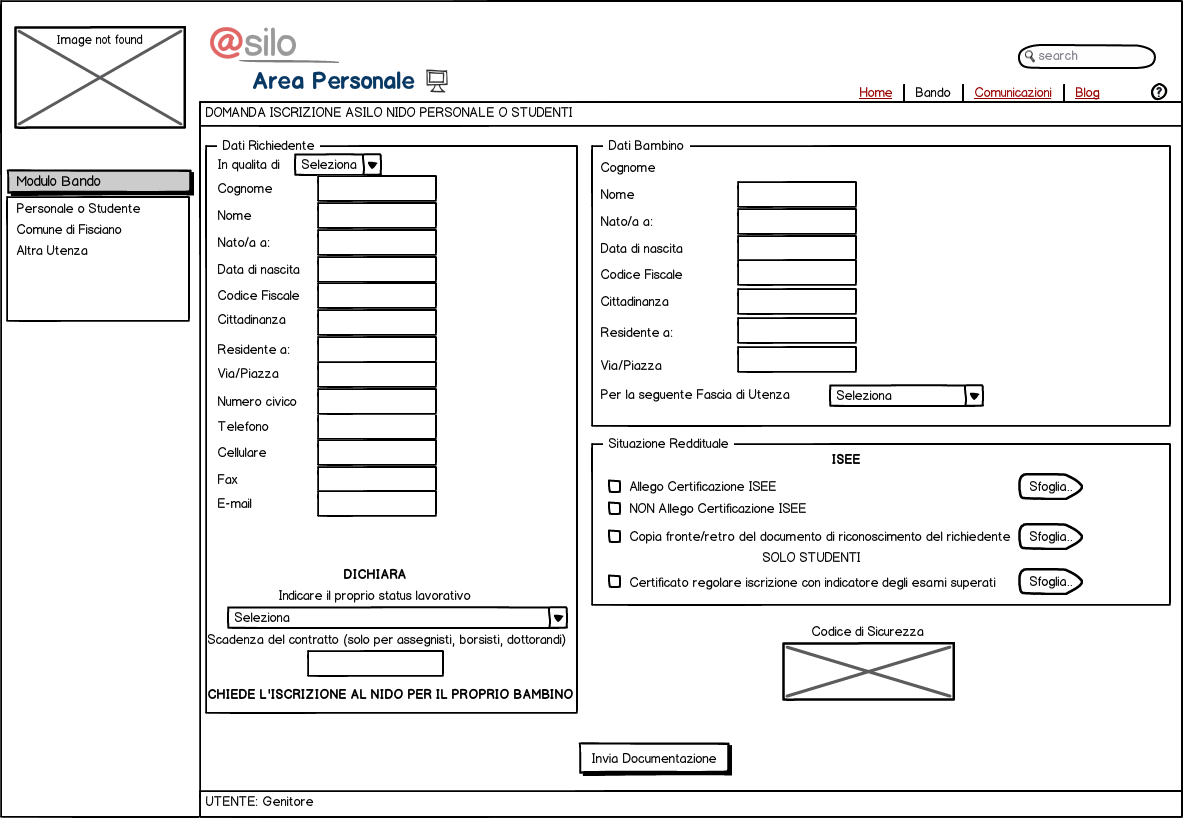 Image not found
@silo
Area Personale
search
Home
Bando
Comunicazioni
Blog
?
DOMANDA ISCRIZIONE ASILO NIDO PERSONALE O STUDENTI
Modulo Bando
Personale o Studente
Comune di Fisciano
Altra Utenza
Dati Richiedente
In qualita di
Seleziona
Cognome
Nome
Nato/a a:
Data di nascita
Codice Fiscale
Cittadinanza
Residente a:
Via/Piazza
Numero civico
Telefono
Cellulare
Fax
E-mail
DICHIARA
Indicare il proprio status lavorativo
Seleziona
Scadenza del contratto (solo per assegnisti, borsisti, dottorandi)
CHIEDE L'ISCRIZIONE AL NIDO PER IL PROPRIO BAMBINO
Dati Bambino
Cognome
Nome
Nato/a a:
Data di nascita
Codice Fiscale
Cittadinanza
Residente a:
Via/Piazza
Per la seguente Fascia di Utenza
Seleziona
Situazione Reddituale
ISEE
Allego Certificazione ISEE
Sfoglia..
NON Allego Certificazione ISEE
Copia fronte/retro del documento di riconoscimento del richiedente
Sfoglia..
SOLO STUDENTI
Certificato regolare iscrizione con indicatore degli esami superati
Sfoglia..
Codice di Sicurezza
Invia Documentazione
UTENTE: Genitore